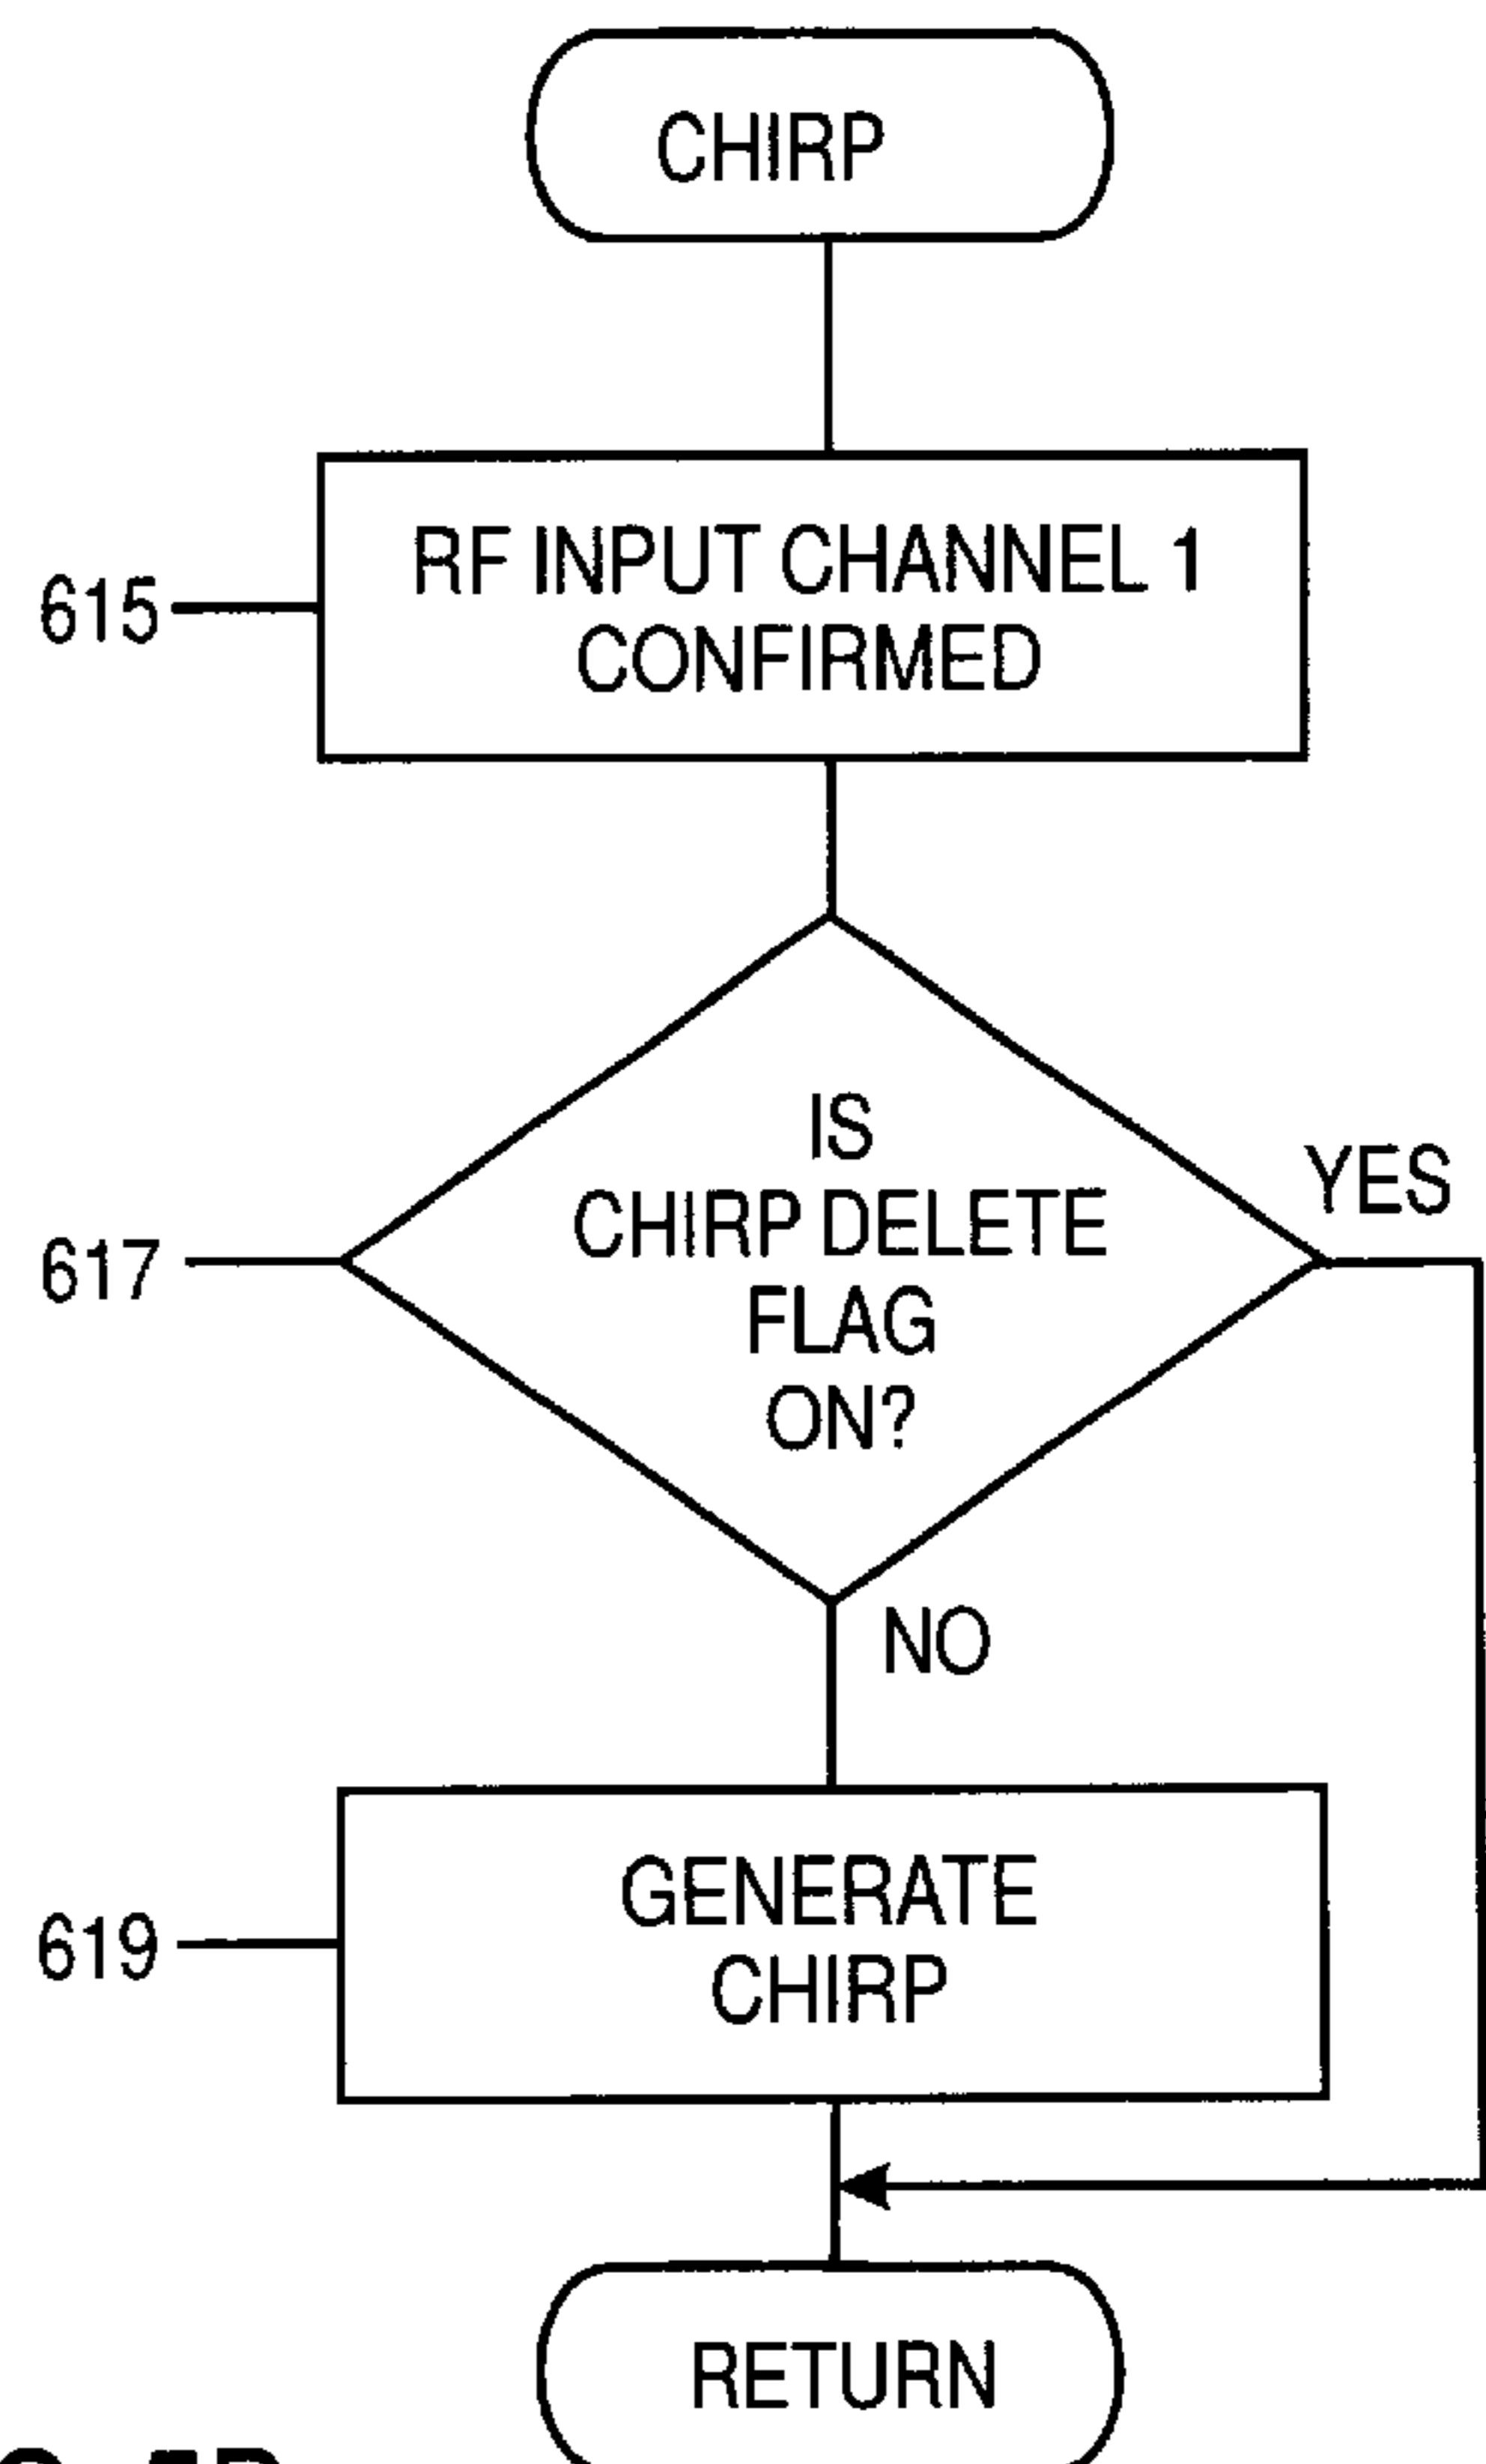 CHIRP
RF INPUT CHANNEL 1
CONFIRMED
615
IS
CHIRP DELETE
FLAG
ON?
YES
617
NO
GENERATE
CHIRP
619
RETURN